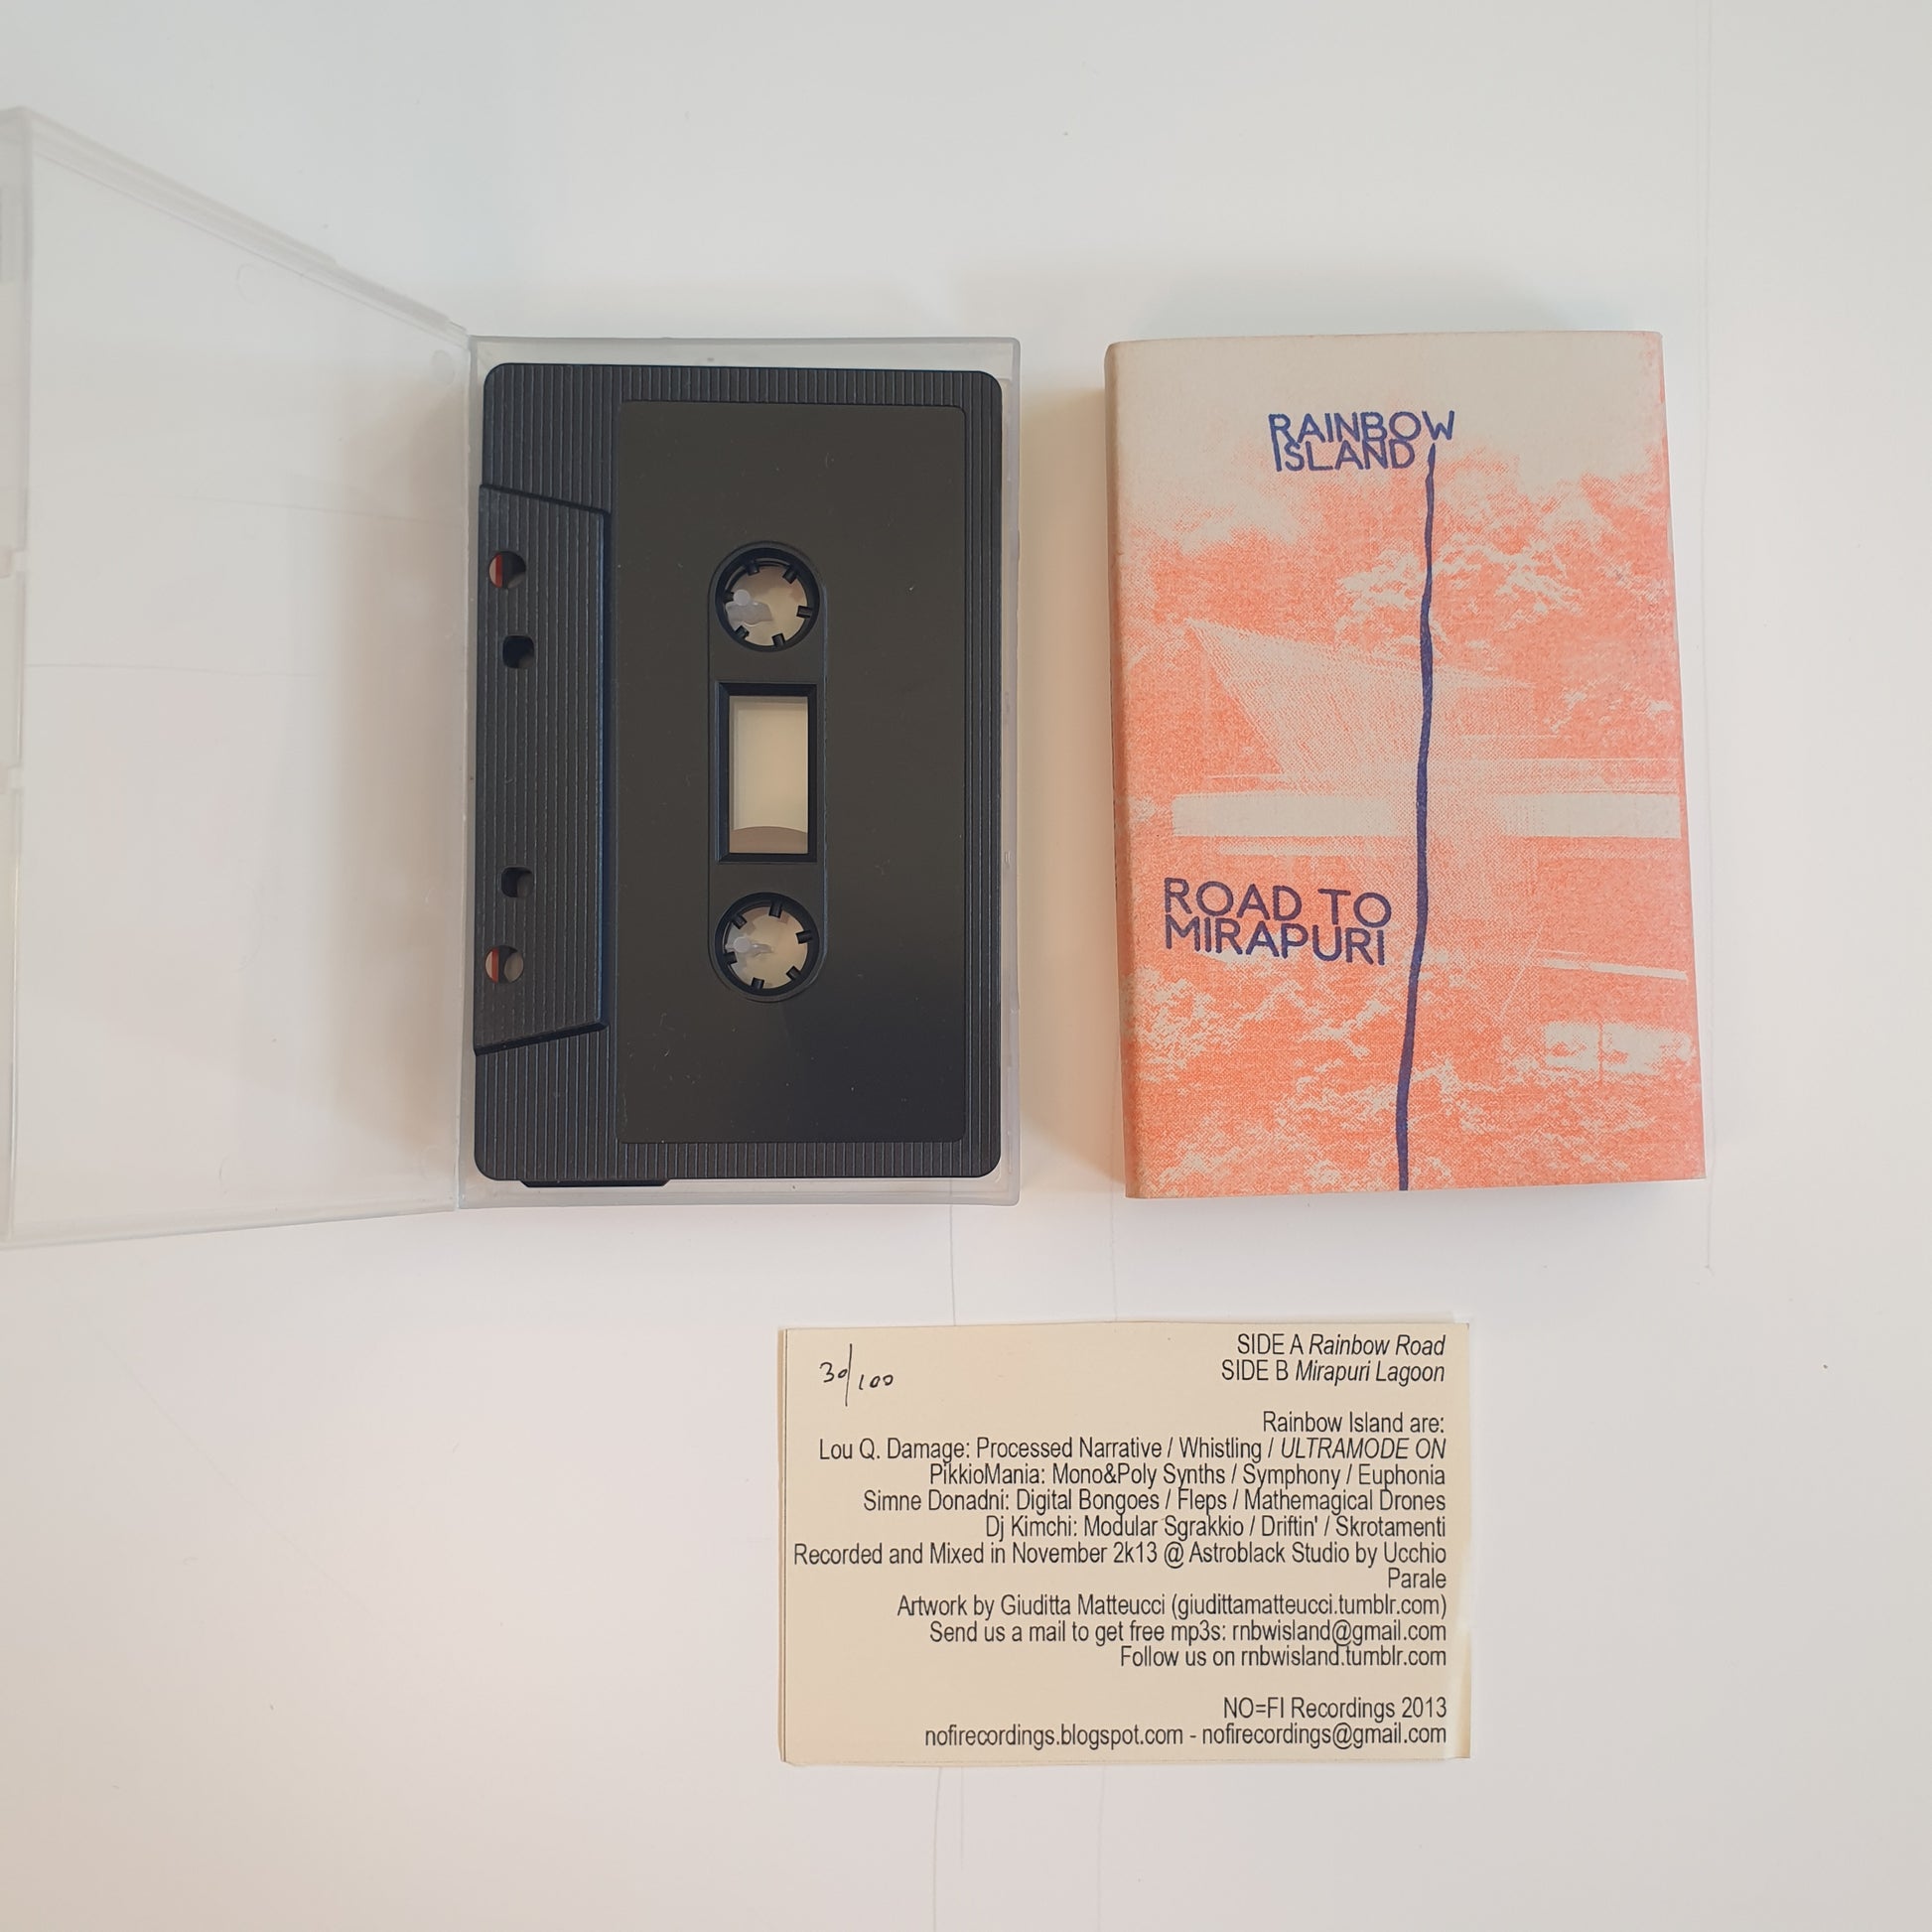 RAINBOW
ISLAND
ROAD TO
MIRAPURI
30/100
SIDE A Rainbow Road
SIDE B Mirapuri Lagoon
Rainbow Island are:
Lou Q. Damage: Processed Narrative / Whistling / ULTRAMODE ON
PikkioMania: Mono&Poly Synths / Symphony / Euphonia
Simne Donadni: Digital Bongoes / Fleps / Mathemagical Drones
Dj Kimchi: Modular Sgrakkio / Driftin' / Skrotamenti
Recorded and Mixed in November 2k13 @ Astroblack Studio by Ucchio
Parale
Artwork by Giuditta Matteucci (giudittamatteucci.tumblr.com)
Send us a mail to get free mp3s: rnbwisland@gmail.com
Follow us on rnbwisland.tumblr.com
NO=FI Recordings 2013
nofirecordings.blogspot.com - nofirecordings@gmail.com